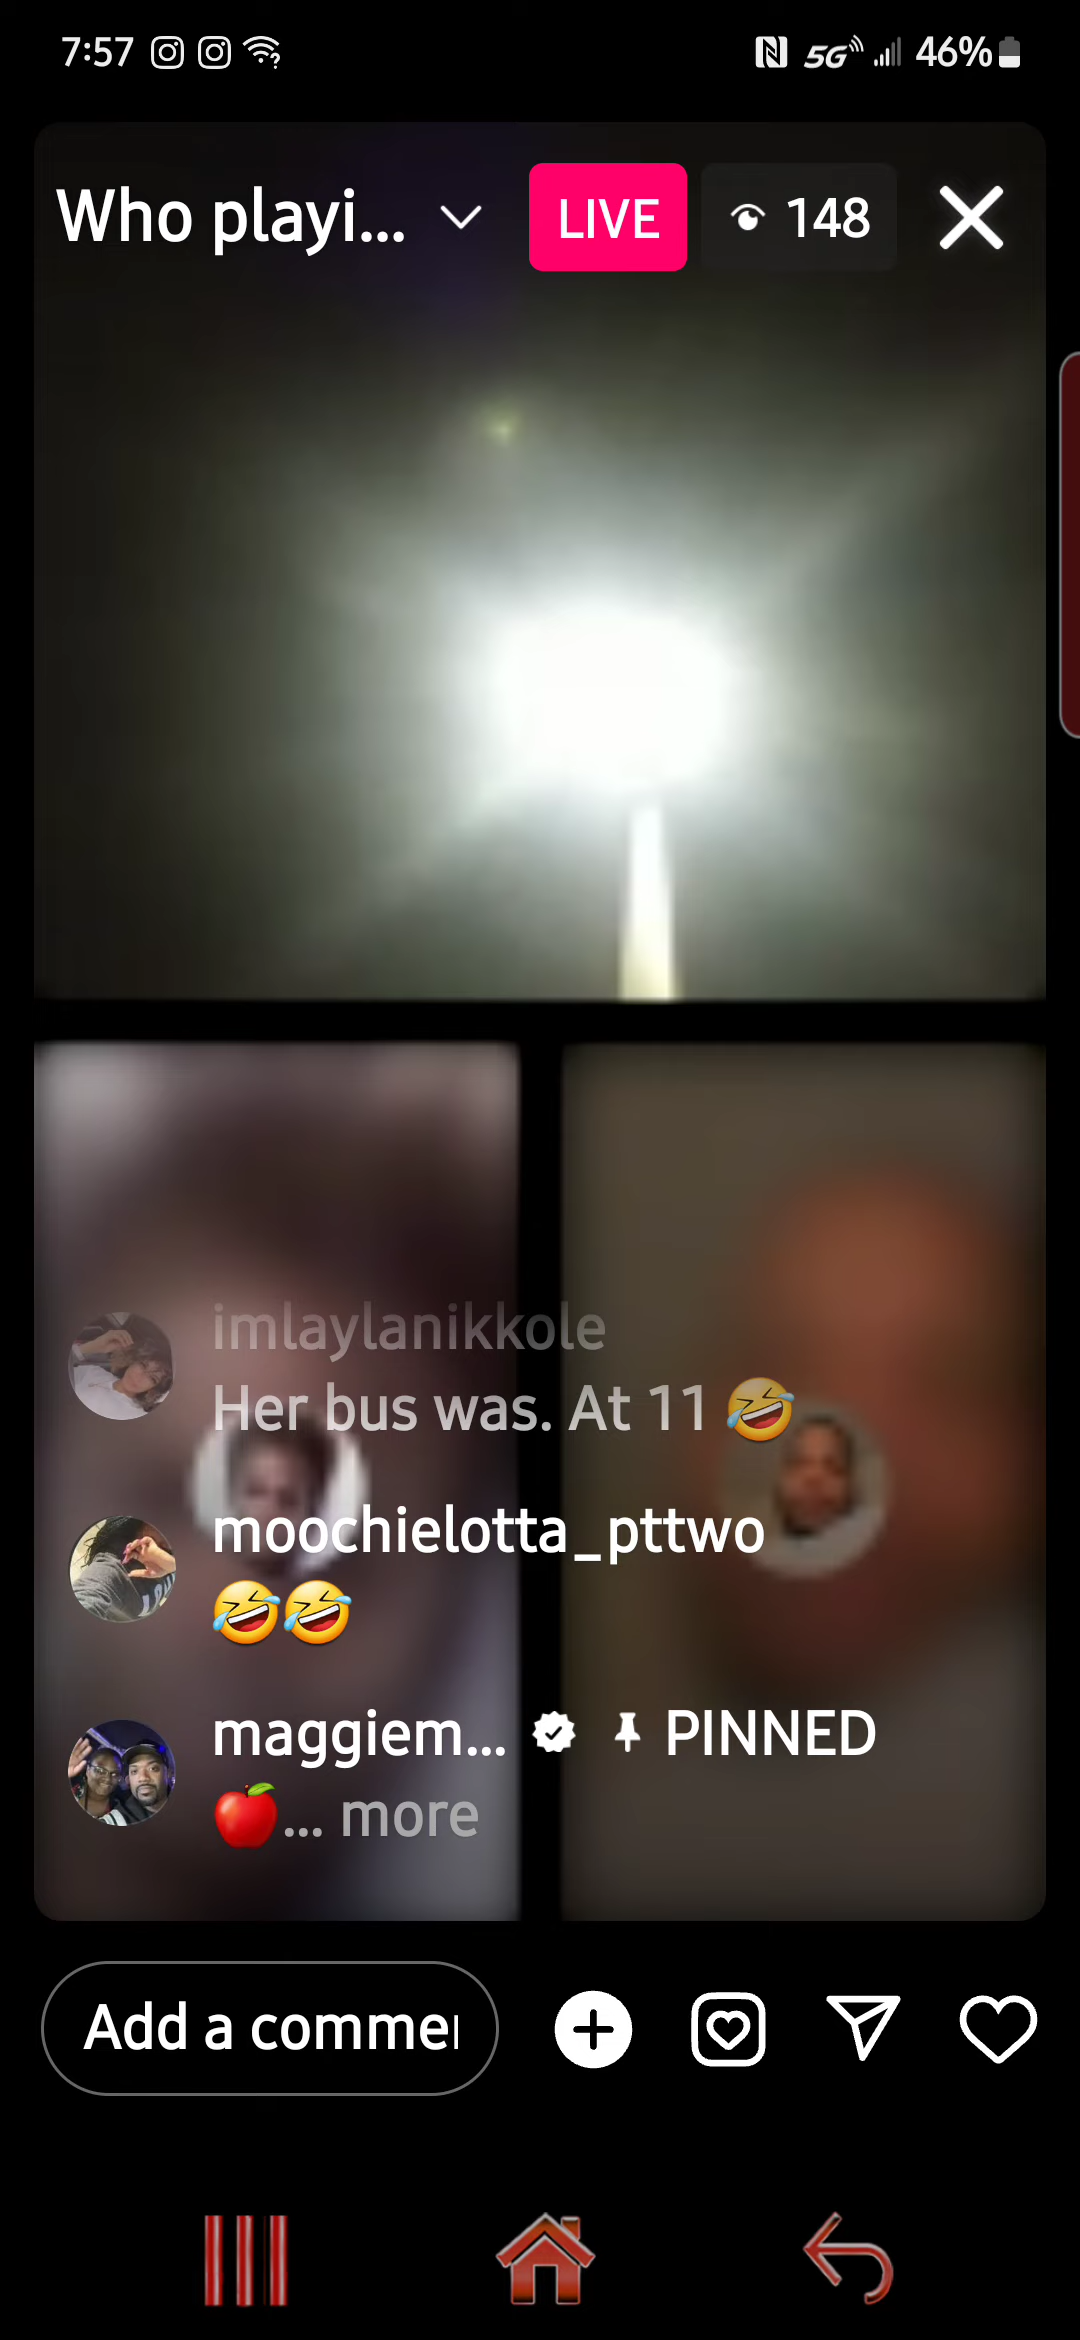 7:57 5G 46%
Who playi... LIVE 148
imlaylanikkole
Her bus was. At 11 🤣
moochielotta_pttwo
🤣🤣
maggiem... PINNED
🍎... more
Add a commer